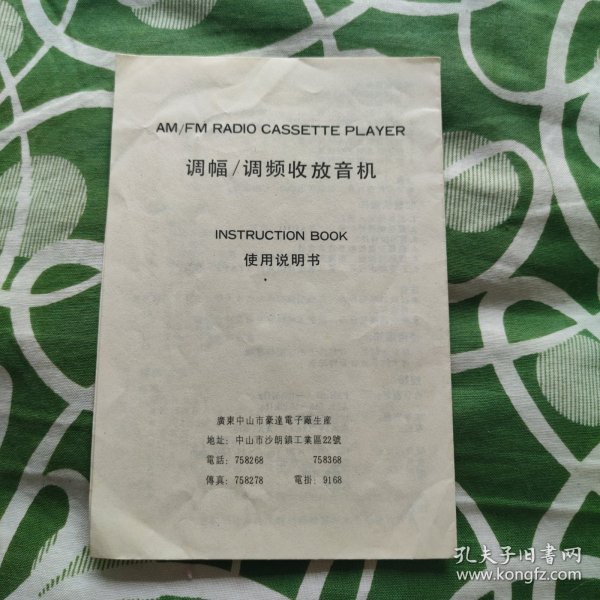 AM/FM RADIO CASSETTE PLAYER
调幅/调频收放音机
INSTRUCTION BOOK
使用说明书
廣東中山市豪達電子廠生産
地址：中山市沙朗鎮工業區22號
電話：758268 758368
傳真：758278 電掛：9168
孔夫子旧书网
www.kongfz.com